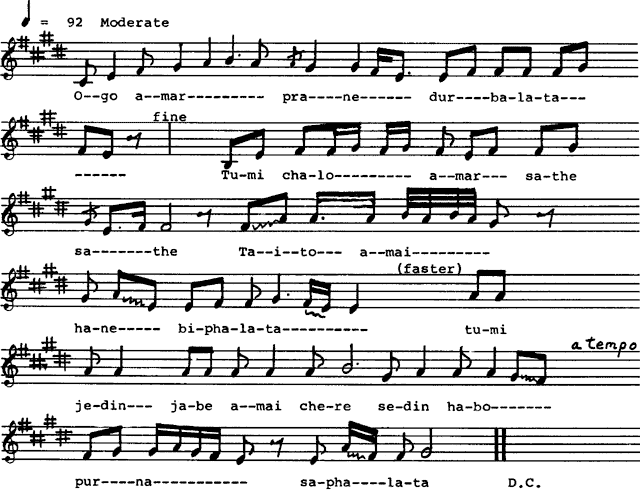 = 92 Moderate
O--go a--mar---------- pra----ne------ dur----ba-la-ta---
fine
------ Tu-mi cha-lo--------- a--mar--- sa-the
sa-------the Ta--i--to--- a--mai----------
(faster)
ha-ne----- bi-pha-la-ta----------- tu-mi
a tempo
je-din--- ja-be a--mai che-re se-din ha-bo-------
pur----na------------ sa-pha----la-ta D.C.